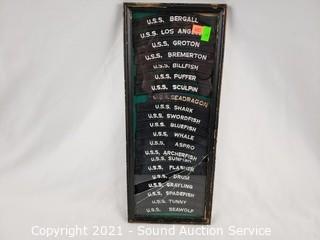 U.S.S. BERGALL
U.S.S. LOS ANGELES
U.S.S. GROTON
U.S.S. BREMERTON
U.S.S. BILLFISH
U.S.S. PUFFER
U.S.S. SCULPIN
U.S.S. SEADRAGON
U.S.S. SHARK
U.S.S. SWORDFISH
U.S.S. BLUEFISH
U.S.S. WHALE
U.S.S. ASPRO
U.S.S. ARCHERFISH
U.S.S. SUNFISH
U.S.S. FLASHER
U.S.S. DRUM
U.S.S. GRAYLING
U.S.S. SPADEFISH
U.S.S. TUNNY
U.S.S. SEAWOLF
Copyright 2021 - Sound Auction Service